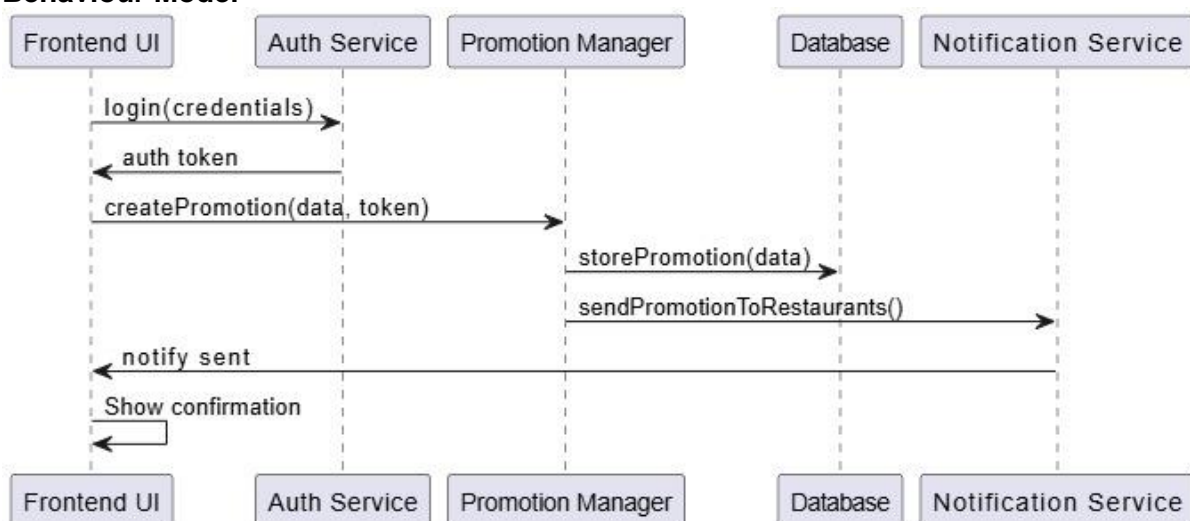 Behaviour Model
Frontend UI
Auth Service
Promotion Manager
Database
Notification Service
login(credentials)
auth token
createPromotion(data, token)
storePromotion(data)
sendPromotionToRestaurants()
notify sent
Show confirmation
Frontend UI
Auth Service
Promotion Manager
Database
Notification Service